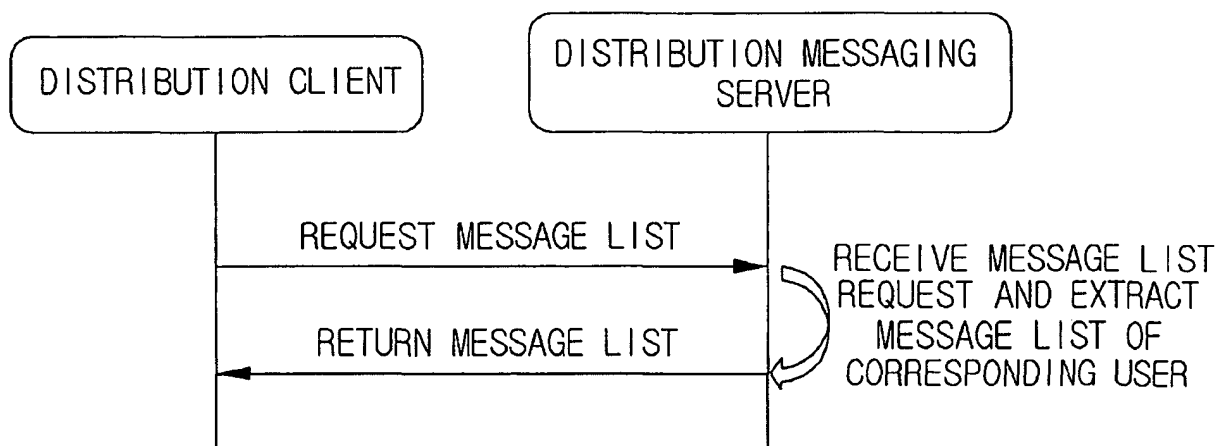 DISTRIBUTION CLIENT
DISTRIBUTION MESSAGING
SERVER
REQUEST MESSAGE LIST
RECEIVE MESSAGE LIST
REQUEST AND EXTRACT
MESSAGE LIST OF
CORRESPONDING USER
RETURN MESSAGE LIST